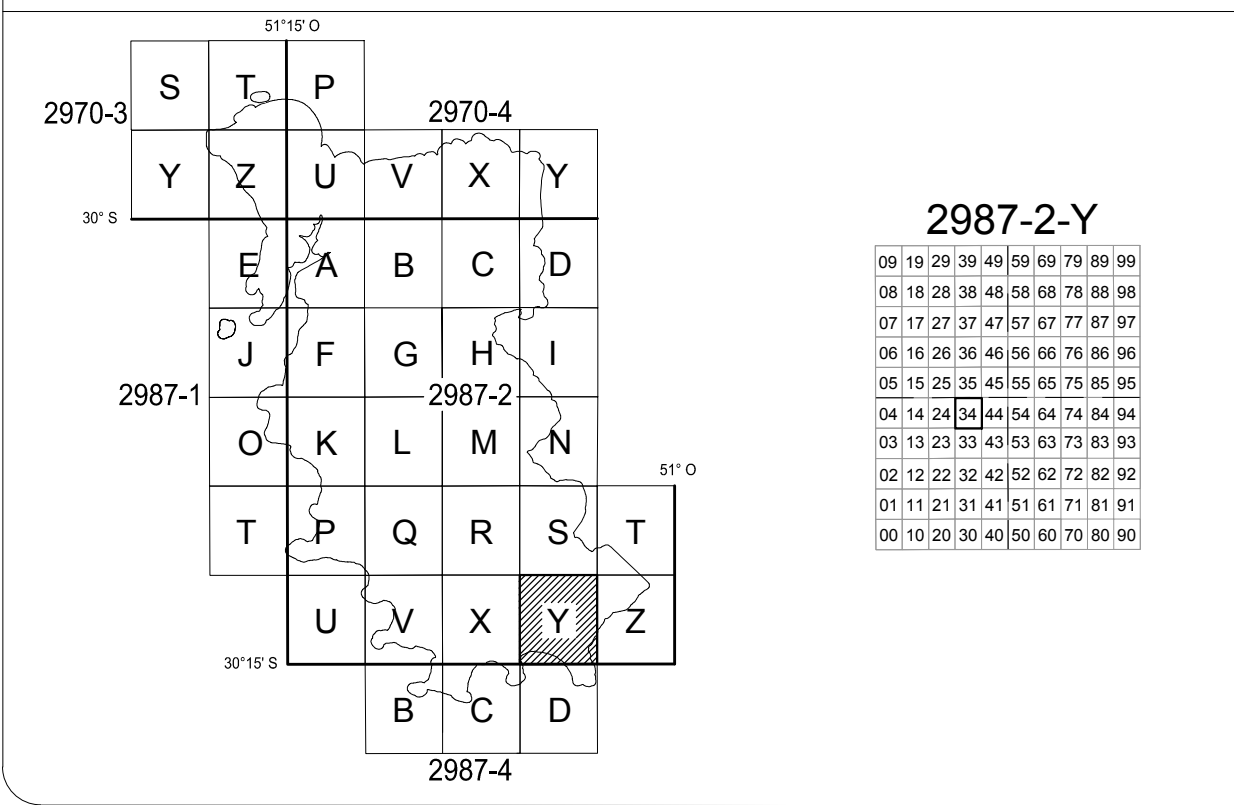 51°15' O
S T P
2970-3 2970-4
Y Z U V X Y
30° S
E A B C D
J F G H I
2987-1 2987-2
O K L M N
51° O
T P Q R S T
U V X Y Z
30°15' S
B C D
2987-4
2987-2-Y
09 19 29 39 49 59 69 79 89 99
08 18 28 38 48 58 68 78 88 98
07 17 27 37 47 57 67 77 87 97
06 16 26 36 46 56 66 76 86 96
05 15 25 35 45 55 65 75 85 95
04 14 24 34 44 54 64 74 84 94
03 13 23 33 43 53 63 73 83 93
02 12 22 32 42 52 62 72 82 92
01 11 21 31 41 51 61 71 81 91
00 10 20 30 40 50 60 70 80 90